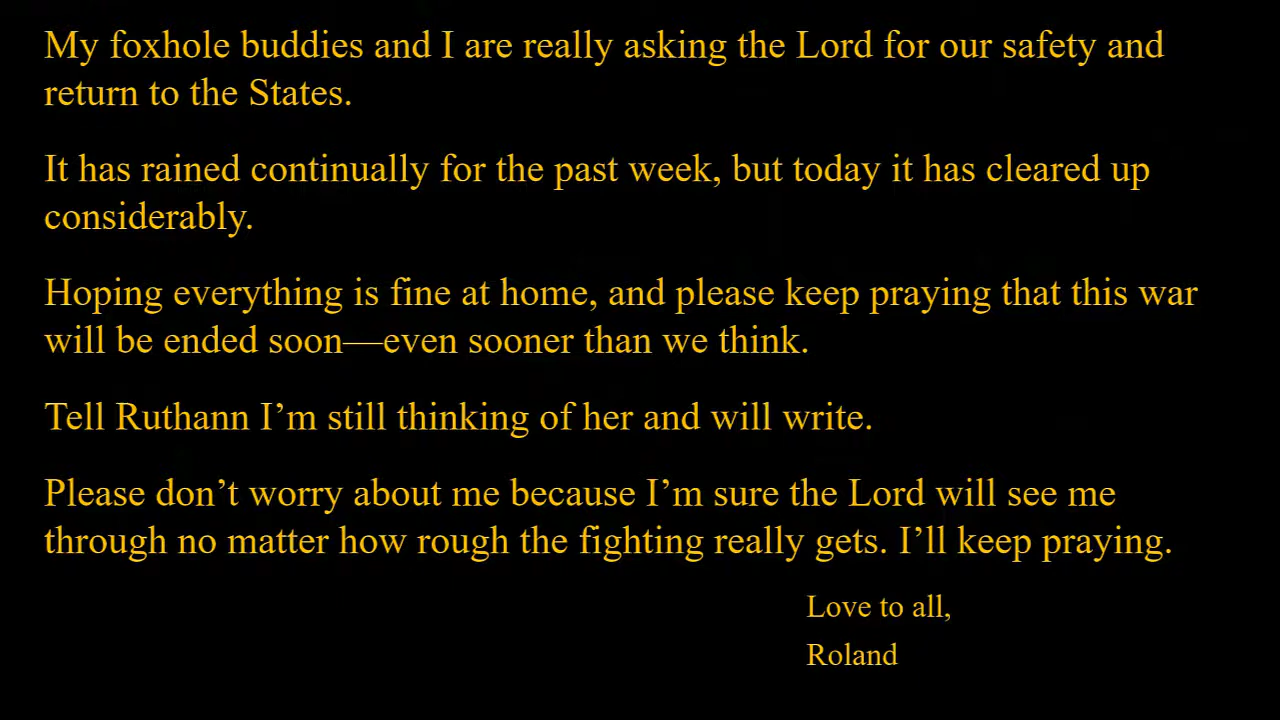 My foxhole buddies and I are really asking the Lord for our safety and
return to the States.
It has rained continually for the past week, but today it has cleared up
considerably.
Hoping everything is fine at home, and please keep praying that this war
will be ended soon—even sooner than we think.
Tell Ruthann I’m still thinking of her and will write.
Please don’t worry about me because I’m sure the Lord will see me
through no matter how rough the fighting really gets. I’ll keep praying.
Love to all,
Roland